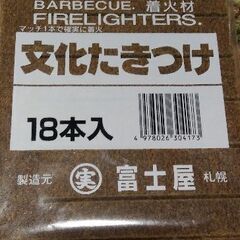 BARBECUE. 着火材
FIRELIGHTERS.
マッチ1本で確実に着火
文化たきつけ
18本入
4 978026 304173
製造元 実 富士屋 札幌